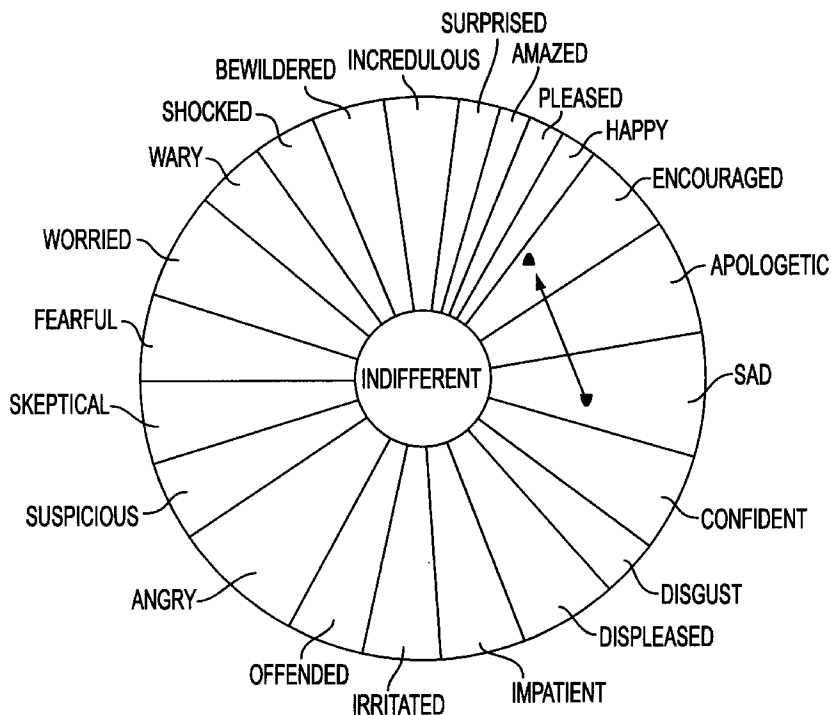 SURPRISED
INCREDULOUS
AMAZED
BEWILDERED
PLEASED
SHOCKED
HAPPY
WARY
ENCOURAGED
WORRIED
APOLOGETIC
FEARFUL
INDIFFERENT
SAD
SKEPTICAL
SUSPICIOUS
CONFIDENT
ANGRY
DISGUST
DISPLEASED
OFFENDED
IMPATIENT
IRRITATED